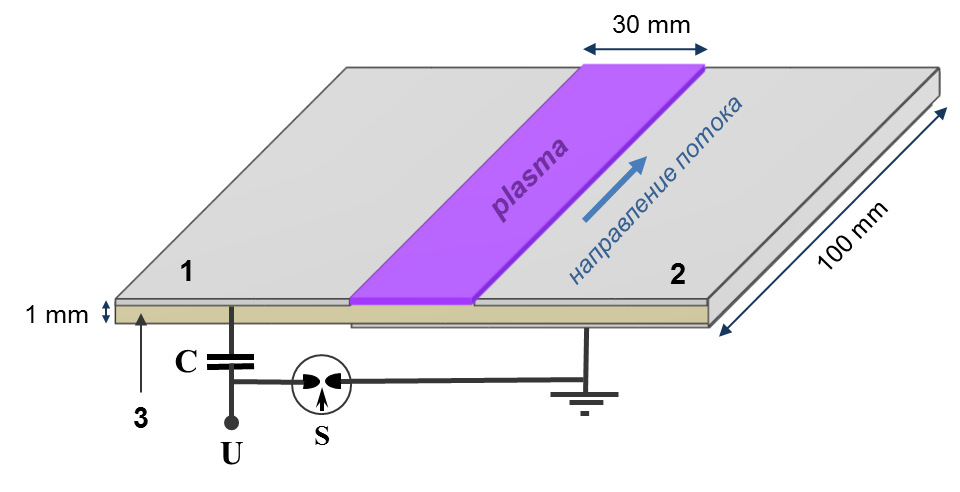 30 mm
plasma
направление потока
100 mm
1
2
1 mm
C
3
S
U